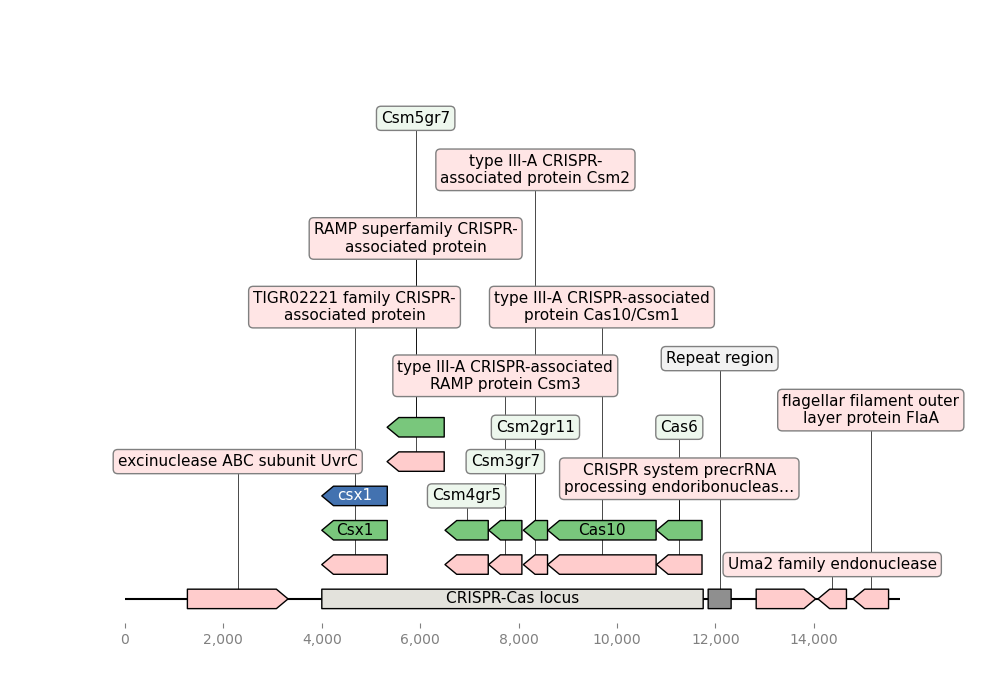 Csm5gr7
type III-A CRISPR-
associated protein Csm2
RAMP superfamily CRISPR-
associated protein
TIGR02221 family CRISPR-
associated protein
type III-A CRISPR-associated
protein Cas10/Csm1
Repeat region
type III-A CRISPR-associated
RAMP protein Csm3
flagellar filament outer
layer protein FlaA
Csm2gr11
Cas6
excinuclease ABC subunit UvrC
Csm3gr7
CRISPR system precrRNA
processing endoribonucleas…
csx1
Csm4gr5
Csx1
Cas10
Uma2 family endonuclease
CRISPR-Cas locus
0
2,000
4,000
6,000
8,000
10,000
12,000
14,000